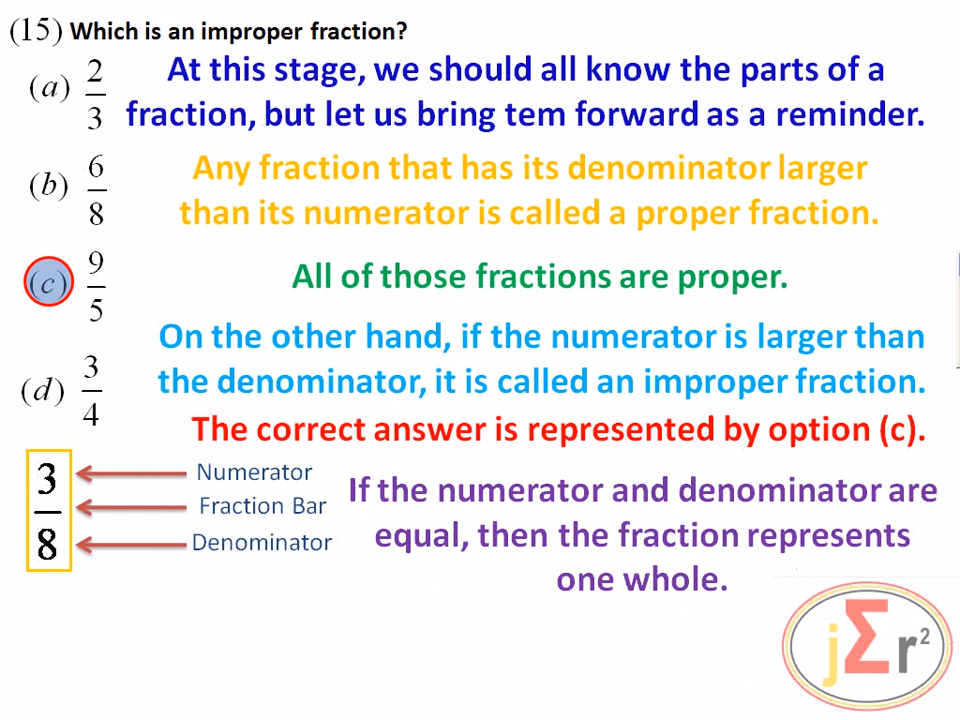 (15) Which is an improper fraction?
(a) 2/3
At this stage, we should all know the parts of a
fraction, but let us bring tem forward as a reminder.
(b) 6/8
Any fraction that has its denominator larger
than its numerator is called a proper fraction.
(c) 9/5
All of those fractions are proper.
(d) 3/4
On the other hand, if the numerator is larger than
the denominator, it is called an improper fraction.
The correct answer is represented by option (c).
3/8
Numerator
Fraction Bar
Denominator
If the numerator and denominator are
equal, then the fraction represents
one whole.
jΣr²